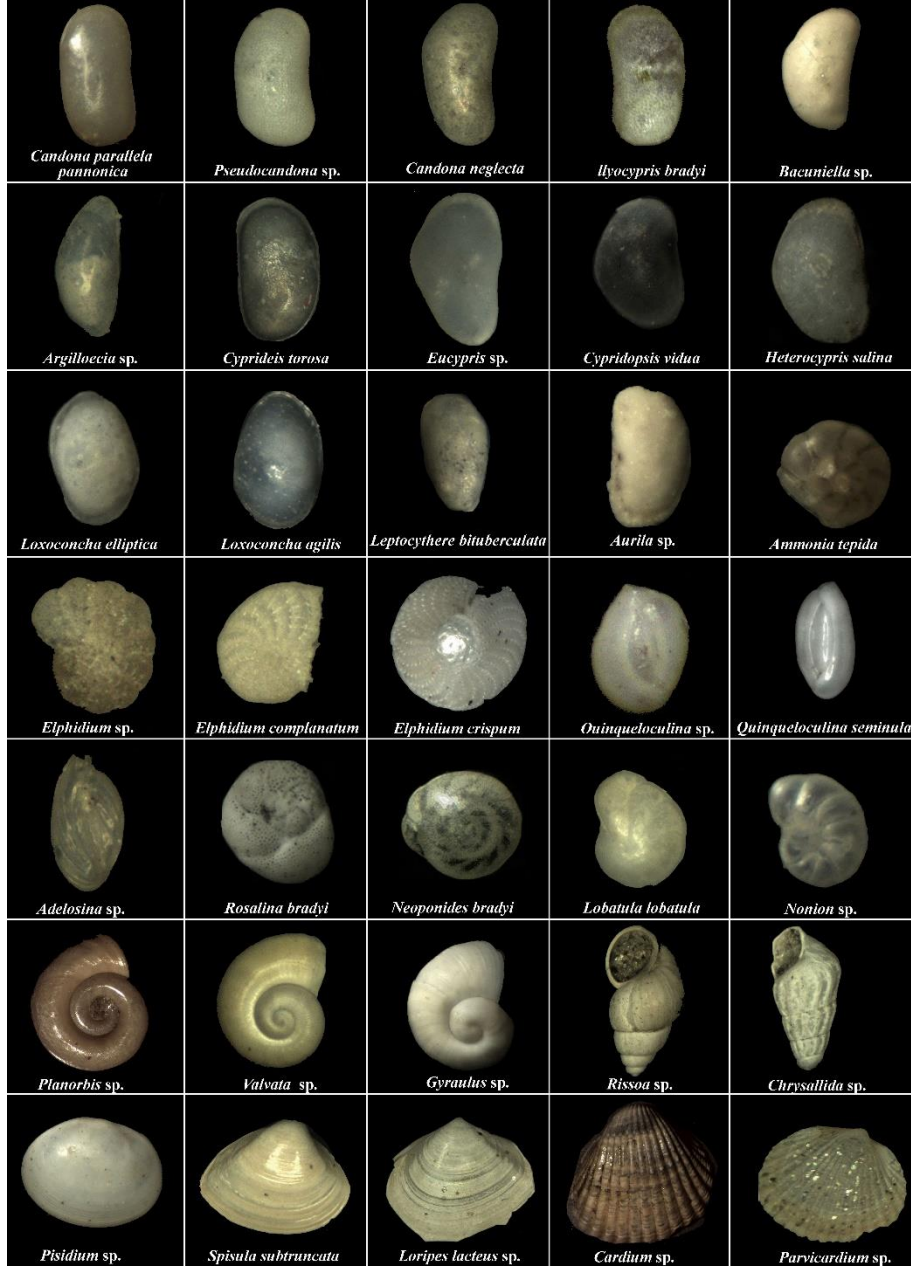 Candona parallela
pannonica
Pseudocandona sp.
Candona neglecta
Ilyocypris bradyi
Bacuniella sp.
Argilloecia sp.
Cyprideis torosa
Eucypris sp.
Cypridopsis vidua
Heterocypris salina
Loxoconcha elliptica
Loxoconcha agilis
Leptocythere bituberculata
Aurila sp.
Ammonia tepida
Elphidium sp.
Elphidium complanatum
Elphidium crispum
Ouinqueloculina sp.
Quinqueloculina seminula
Adelosina sp.
Rosalina bradyi
Neoponides bradyi
Lobatula lobatula
Nonion sp.
Planorbis sp.
Valvata sp.
Gyraulus sp.
Rissoa sp.
Chrysallida sp.
Pisidium sp.
Spisula subtruncata
Loripes lacteus sp.
Cardium sp.
Parvicardium sp.